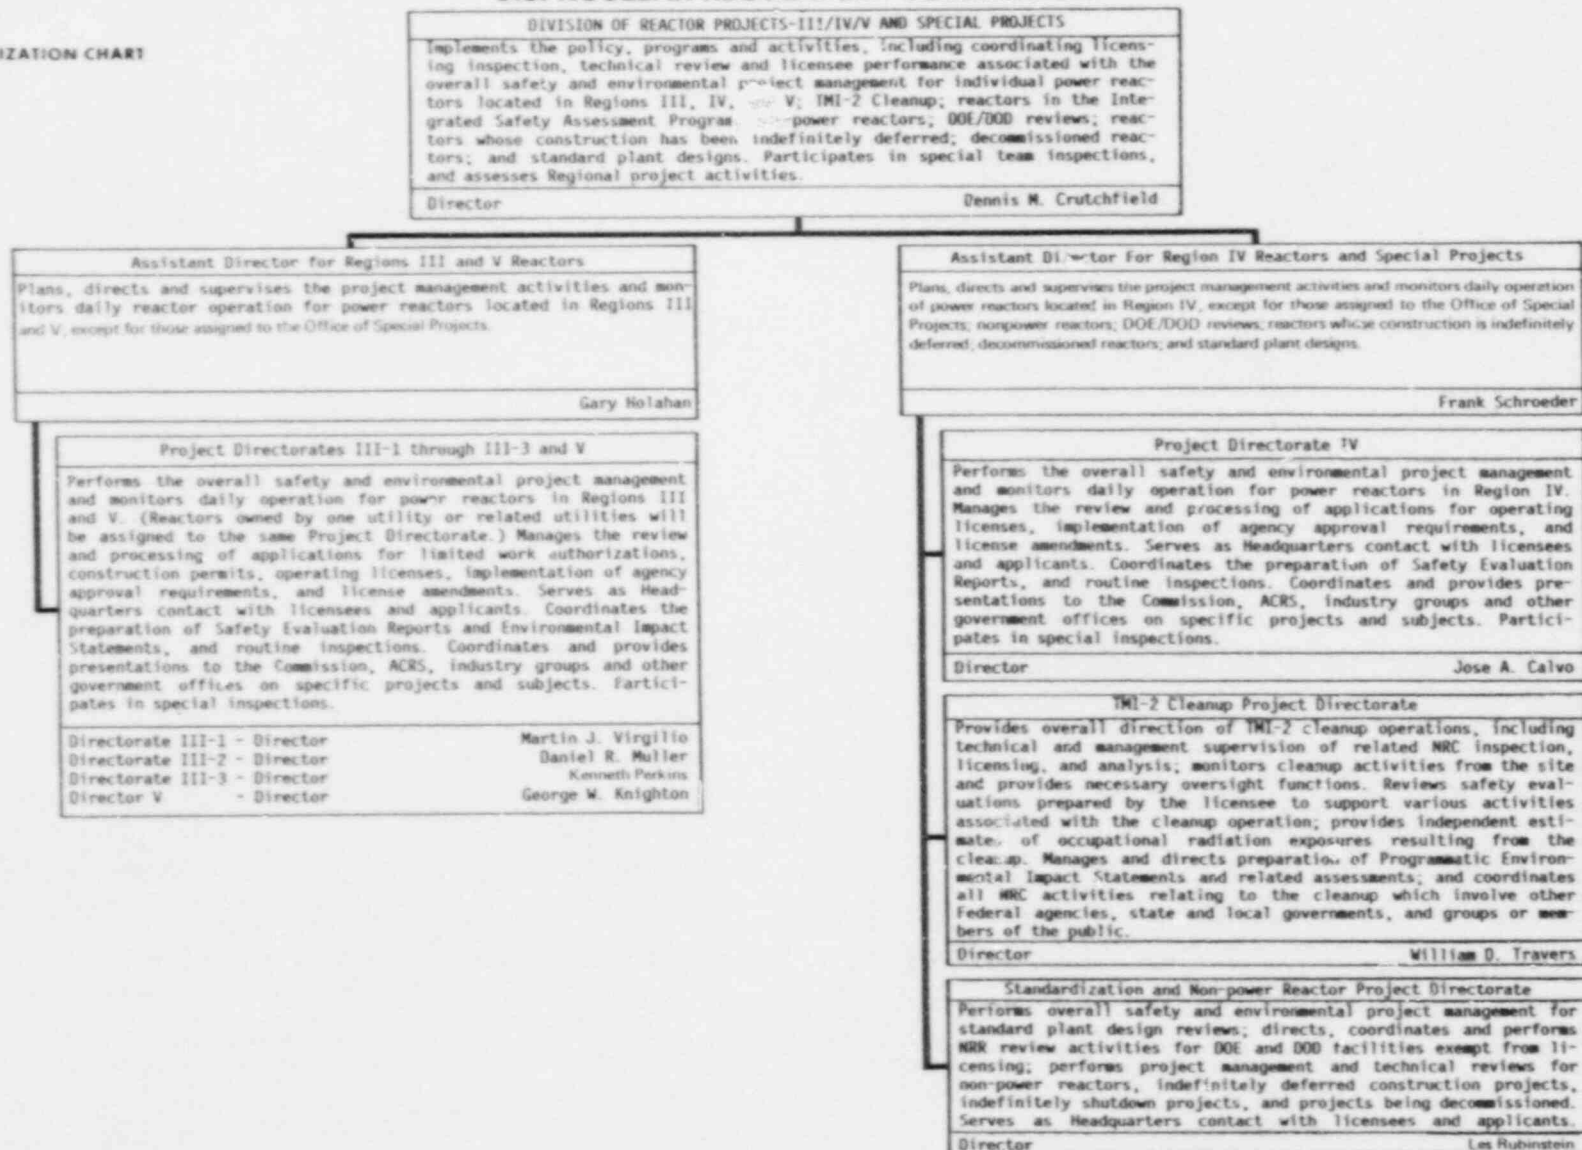 IZATION CHART
DIVISION OF REACTOR PROJECTS-III/IV/V AND SPECIAL PROJECTS
Implements the policy, programs and activities, including coordinating licens-
ing inspection, technical review and licensee performance associated with the
overall safety and environmental project management for individual power reac-
tors located in Regions III, IV, V; TMI-2 Cleanup; reactors in the Inte-
grated Safety Assessment Program. power reactors; DOE/DOD reviews; reac-
tors whose construction has been indefinitely deferred; decommissioned reac-
tors; and standard plant designs. Participates in special team inspections,
and assesses Regional project activities.
Director Dennis M. Crutchfield
Assistant Director for Regions III and V Reactors
Plans, directs and supervises the project management activities and mon-
itors daily reactor operation for power reactors located in Regions III
and V, except for those assigned to the Office of Special Projects.
Gary Holahan
Project Directorates III-1 through III-3 and V
Performs the overall safety and environmental project management
and monitors daily operation for power reactors in Regions III
and V. (Reactors owned by one utility or related utilities will
be assigned to the same Project Directorate.) Manages the review
and processing of applications for limited work authorizations,
construction permits, operating licenses, implementation of agency
approval requirements, and license amendments. Serves as Head-
quarters contact with licensees and applicants. Coordinates the
preparation of Safety Evaluation Reports and Environmental Impact
Statements, and routine inspections. Coordinates and provides
presentations to the Commission, ACRS, industry groups and other
government offices on specific projects and subjects. Partici-
pates in special inspections.
Directorate III-1 - Director Martin J. Virgilio
Directorate III-2 - Director Daniel R. Muller
Directorate III-3 - Director Kenneth Perkins
Director V - Director George W. Knighton
Assistant Director For Region IV Reactors and Special Projects
Plans, directs and supervises the project management activities and monitors daily operation
of power reactors located in Region IV, except for those assigned to the Office of Special
Projects; nonpower reactors; DOE/DOD reviews; reactors whose construction is indefinitely
deferred; decommissioned reactors; and standard plant designs.
Frank Schroeder
Project Directorate IV
Performs the overall safety and environmental project management
and monitors daily operation for power reactors in Region IV.
Manages the review and processing of applications for operating
licenses, implementation of agency approval requirements, and
license amendments. Serves as Headquarters contact with licensees
and applicants. Coordinates the preparation of Safety Evaluation
Reports, and routine inspections. Coordinates and provides pre-
sentations to the Commission, ACRS, industry groups and other
government offices on specific projects and subjects. Partici-
pates in special inspections.
Director Jose A. Calvo
TMI-2 Cleanup Project Directorate
Provides overall direction of TMI-2 cleanup operations, including
technical and management supervision of related NRC inspection,
licensing, and analysis; monitors cleanup activities from the site
and provides necessary oversight functions. Reviews safety eval-
uations prepared by the licensee to support various activities
associated with the cleanup operation; provides independent esti-
mates of occupational radiation exposures resulting from the
cleanup. Manages and directs preparation of Programmatic Environ-
mental Impact Statements and related assessments; and coordinates
all NRC activities relating to the cleanup which involve other
Federal agencies, state and local governments, and groups or mem-
bers of the public.
Director William D. Travers
Standardization and Non-power Reactor Project Directorate
Performs overall safety and environmental project management for
standard plant design reviews; directs, coordinates and performs
NRR review activities for DOE and DOD facilities exempt from li-
censing; performs project management and technical reviews for
non-power reactors, indefinitely deferred construction projects,
indefinitely shutdown projects, and projects being decommissioned.
Serves as Headquarters contact with licensees and applicants.
Director Les Rubinstein